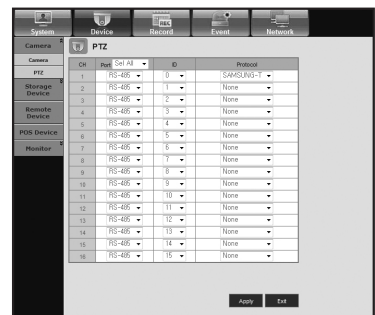 System Device Record Event Network
Camera
PTZ
Camera
PTZ
Storage
Device
Remote
Device
POS Device
Monitor
CH Port Set All ID Protocol
1 RS-485 0 SAMSUNG-T
2 RS-485 1 None
3 RS-485 2 None
4 RS-485 3 None
5 RS-485 4 None
6 RS-485 5 None
7 RS-485 6 None
8 RS-485 7 None
9 RS-485 8 None
10 RS-485 9 None
11 RS-485 10 None
12 RS-485 11 None
13 RS-485 12 None
14 RS-485 13 None
15 RS-485 14 None
16 RS-485 15 None
Apply Exit